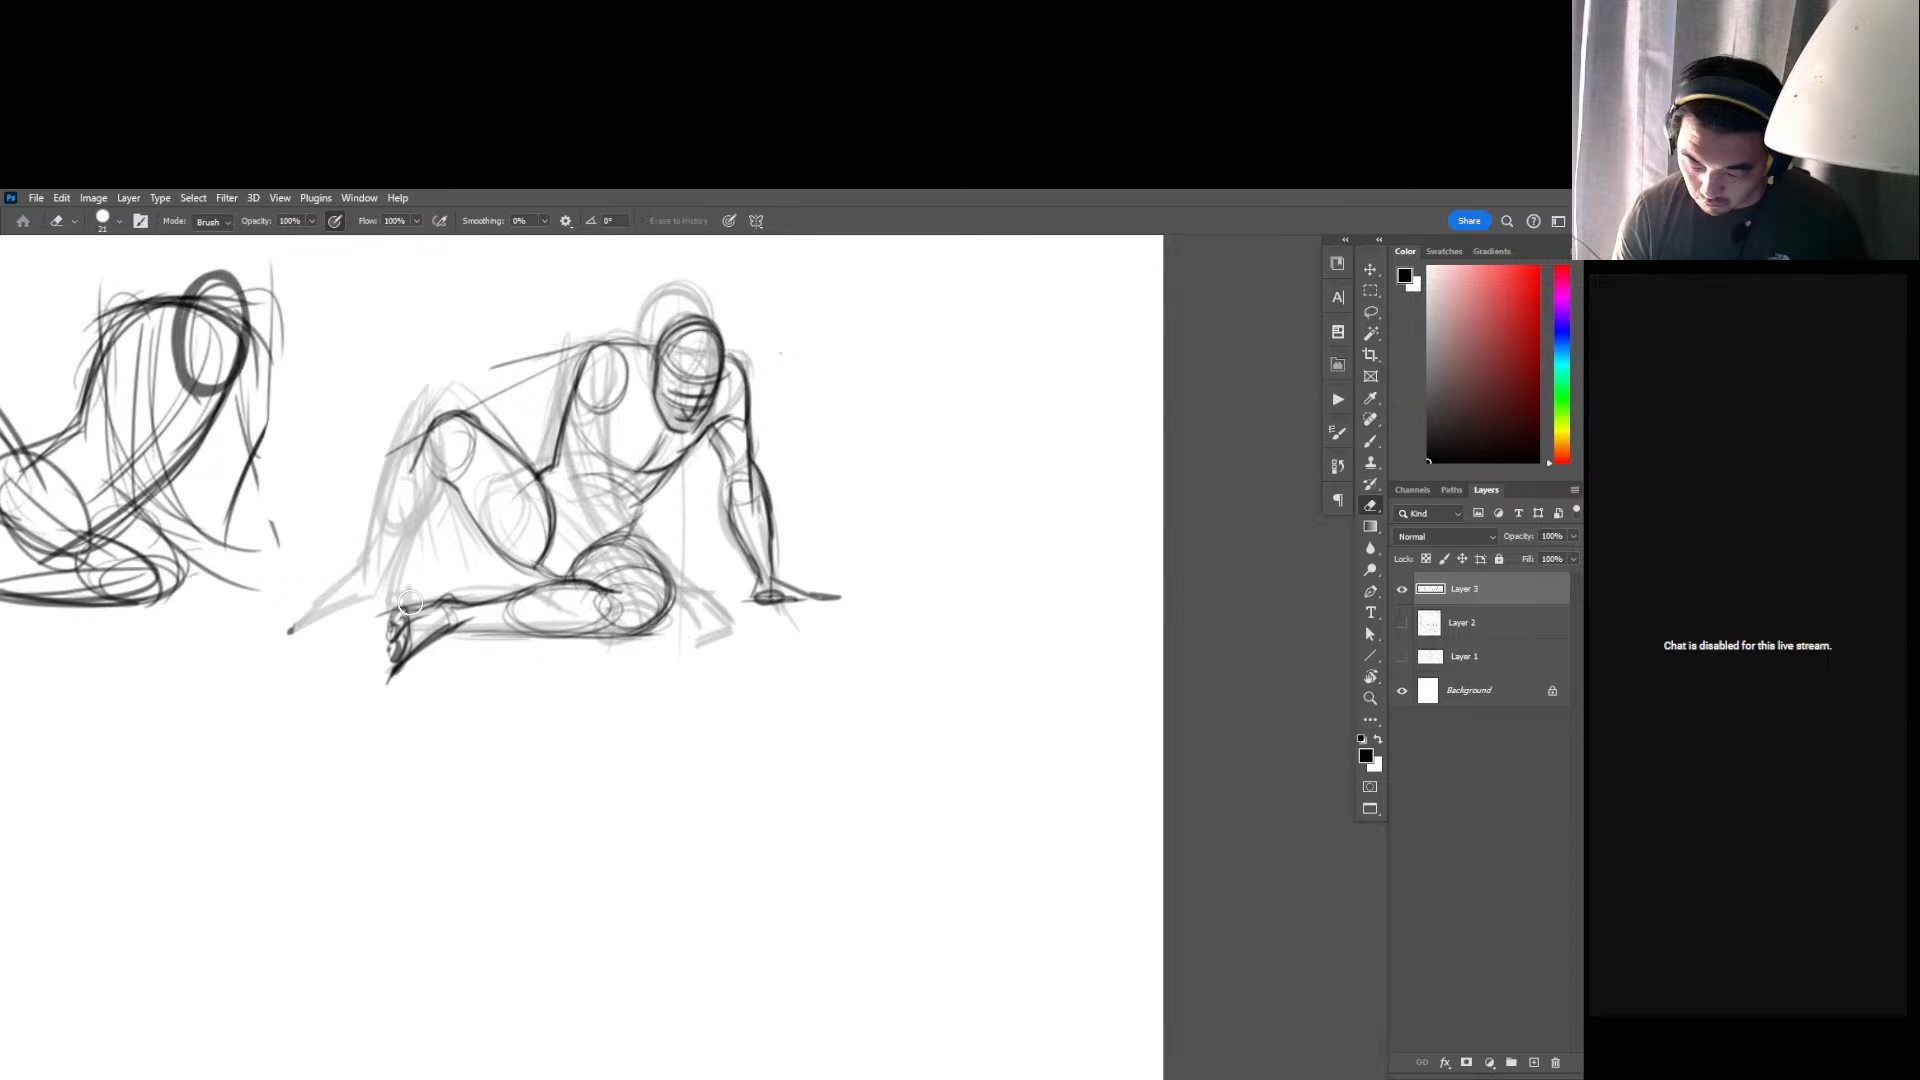 Ps File Edit Image Layer Type Select Filter 3D View Plugins Window Help
21 Mode: Brush Opacity: 100% Flow: 100% Smoothing: 0% 0° Erase to History Share
Color Swatches Gradients
Channels Paths Layers
Kind
Normal Opacity: 100%
Lock: Fill: 100%
Layer 3
Layer 2
Layer 1
Background
Chat is disabled for this live stream.